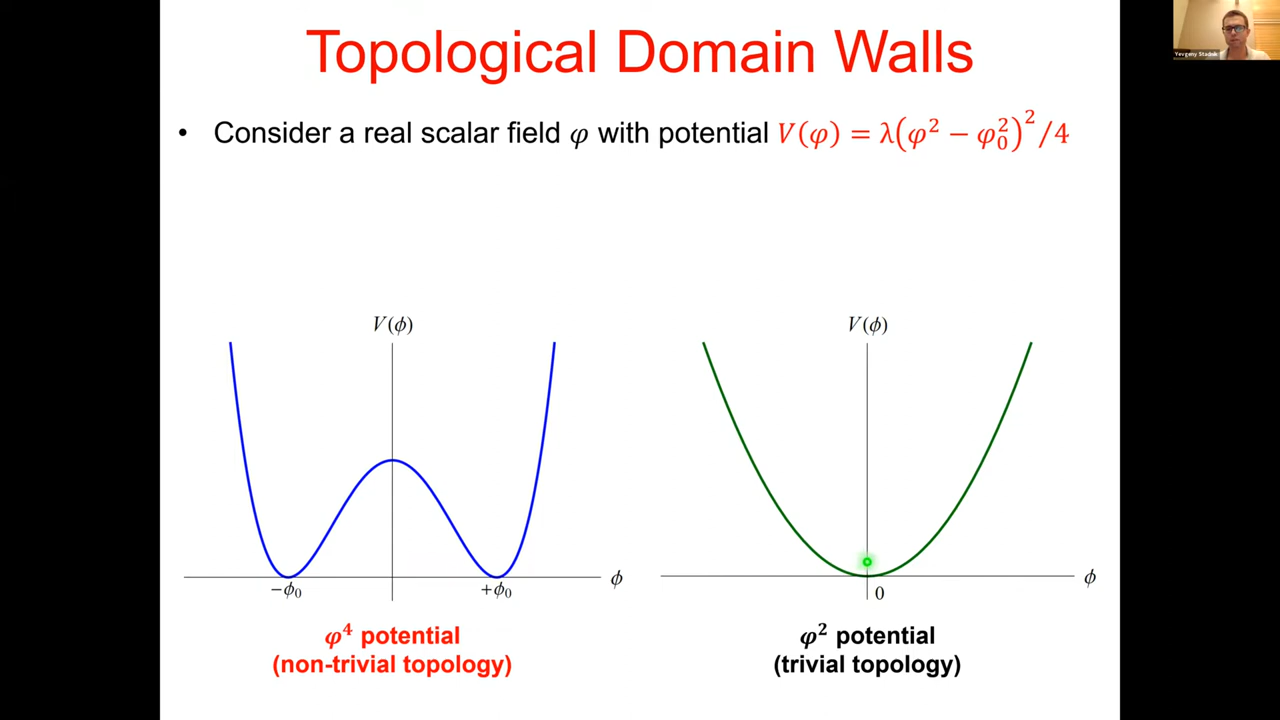 Topological Domain Walls
• Consider a real scalar field φ with potential V(φ) = λ(φ² − φ₀²)²/4
V(ϕ)
V(ϕ)
−ϕ₀
+ϕ₀
ϕ
0
ϕ
φ⁴ potential
(non-trivial topology)
φ² potential
(trivial topology)
Yevgeny Stadnik